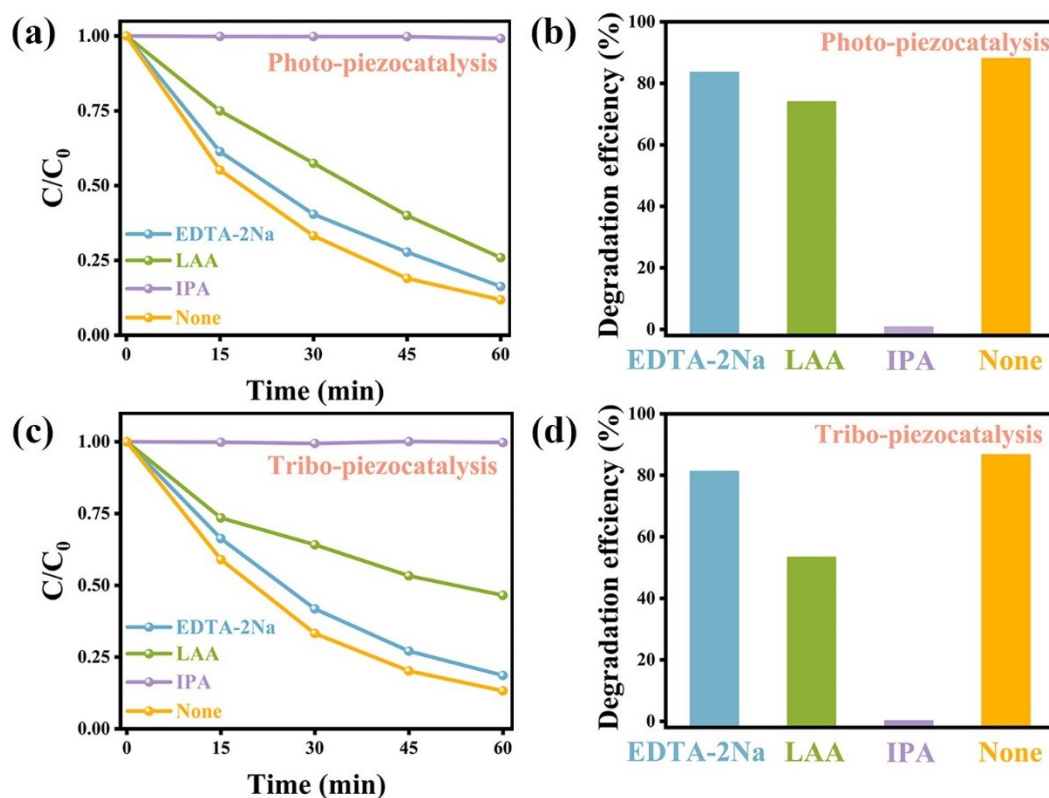 (a)
1.00
0.75
0.50
0.25
0.00
C/C0
Photo-piezocatalysis
EDTA-2Na
LAA
IPA
None
0 15 30 45 60
Time (min)
(b)
100
80
60
40
20
0
Degradation effciency (%)
Photo-piezocatalysis
EDTA-2Na LAA IPA None
(c)
1.00
0.75
0.50
0.25
0.00
C/C0
Tribo-piezocatalysis
EDTA-2Na
LAA
IPA
None
0 15 30 45 60
Time (min)
(d)
100
80
60
40
20
0
Degradation effciency (%)
Tribo-piezocatalysis
EDTA-2Na LAA IPA None